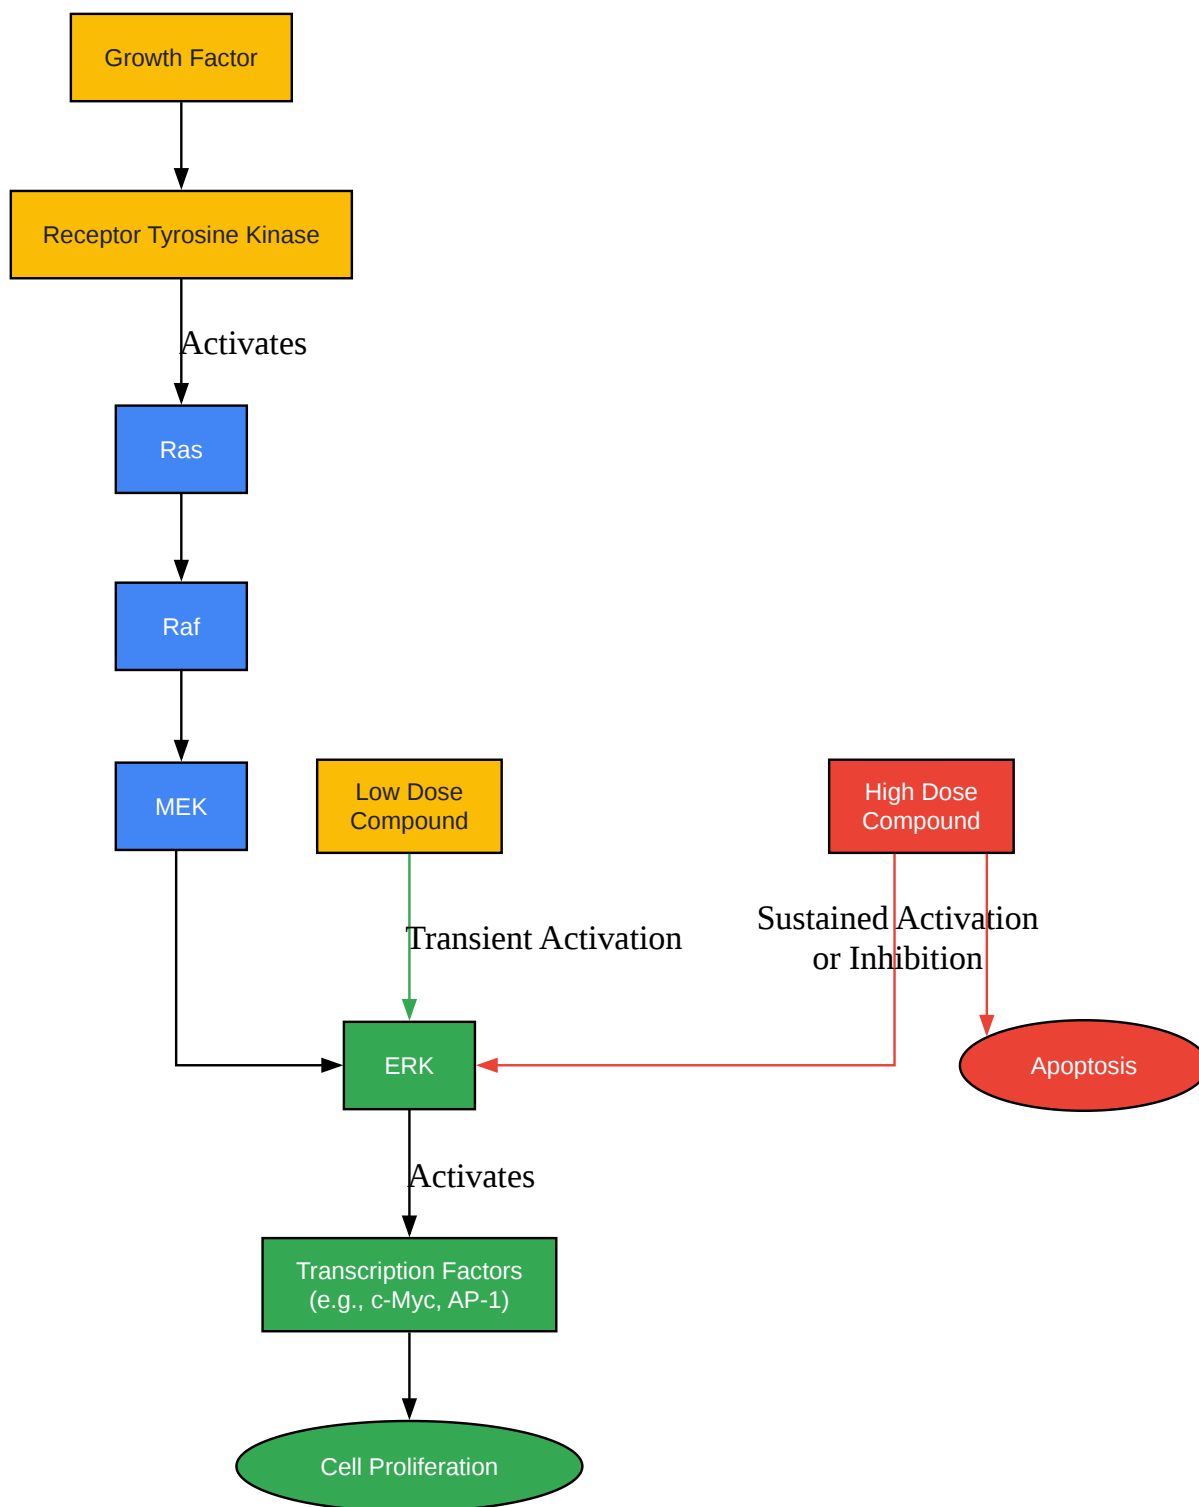 Growth Factor
Receptor Tyrosine Kinase
Activates
Ras
Raf
MEK
Low Dose
Compound
High Dose
Compound
Transient Activation
Sustained Activation
or Inhibition
ERK
Apoptosis
Activates
Transcription Factors
(e.g., c-Myc, AP-1)
Cell Proliferation